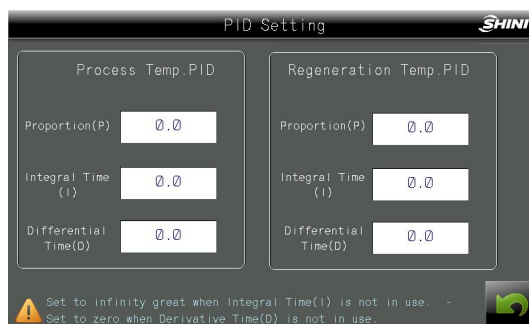 PID Setting
SHINI
Process Temp.PID
Proportion(P)
0.0
Integral Time
(I)
0.0
Differential
Time(D)
0.0
Regeneration Temp.PID
Proportion(P)
0.0
Integral Time
(I)
0.0
Differential
Time(D)
0.0
Set to infinity great when Integral Time(I) is not in use. -
Set to zero when Derivative Time(D) is not in use.